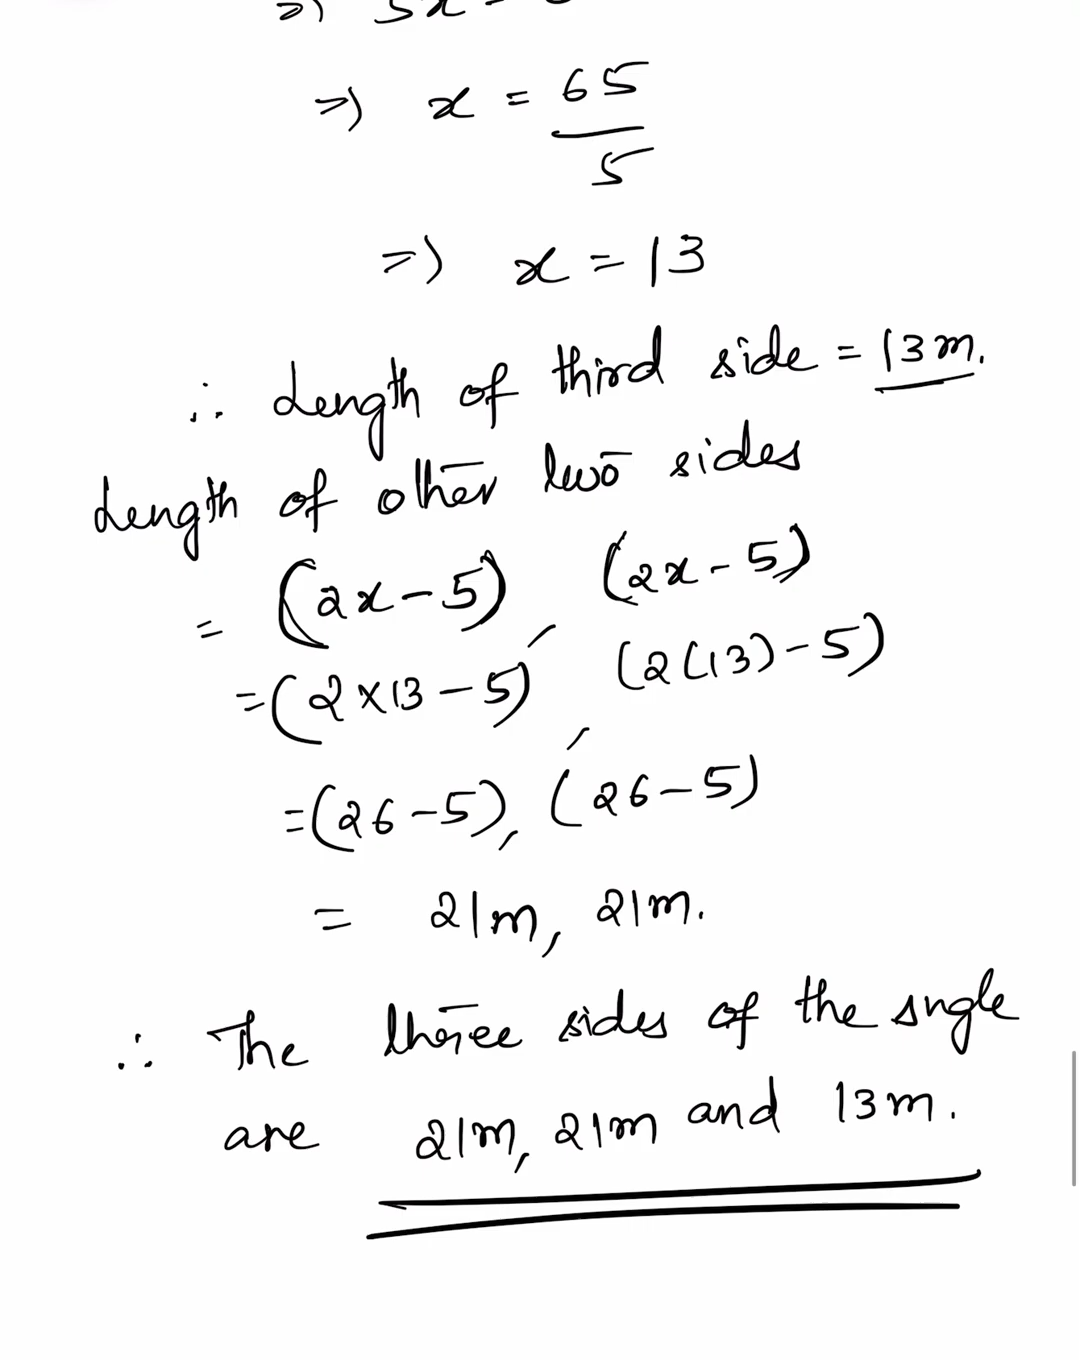 ⇒ 5x =
⇒ x = 65/5
⇒ x = 13
∴ Length of third side = 13m.
Length of other two sides
= (2x-5), (2x-5)
= (2×13-5), (2(13)-5)
= (26-5), (26-5)
= 21m, 21m.
∴ The three sides of the angle
are 21m, 21m and 13m.